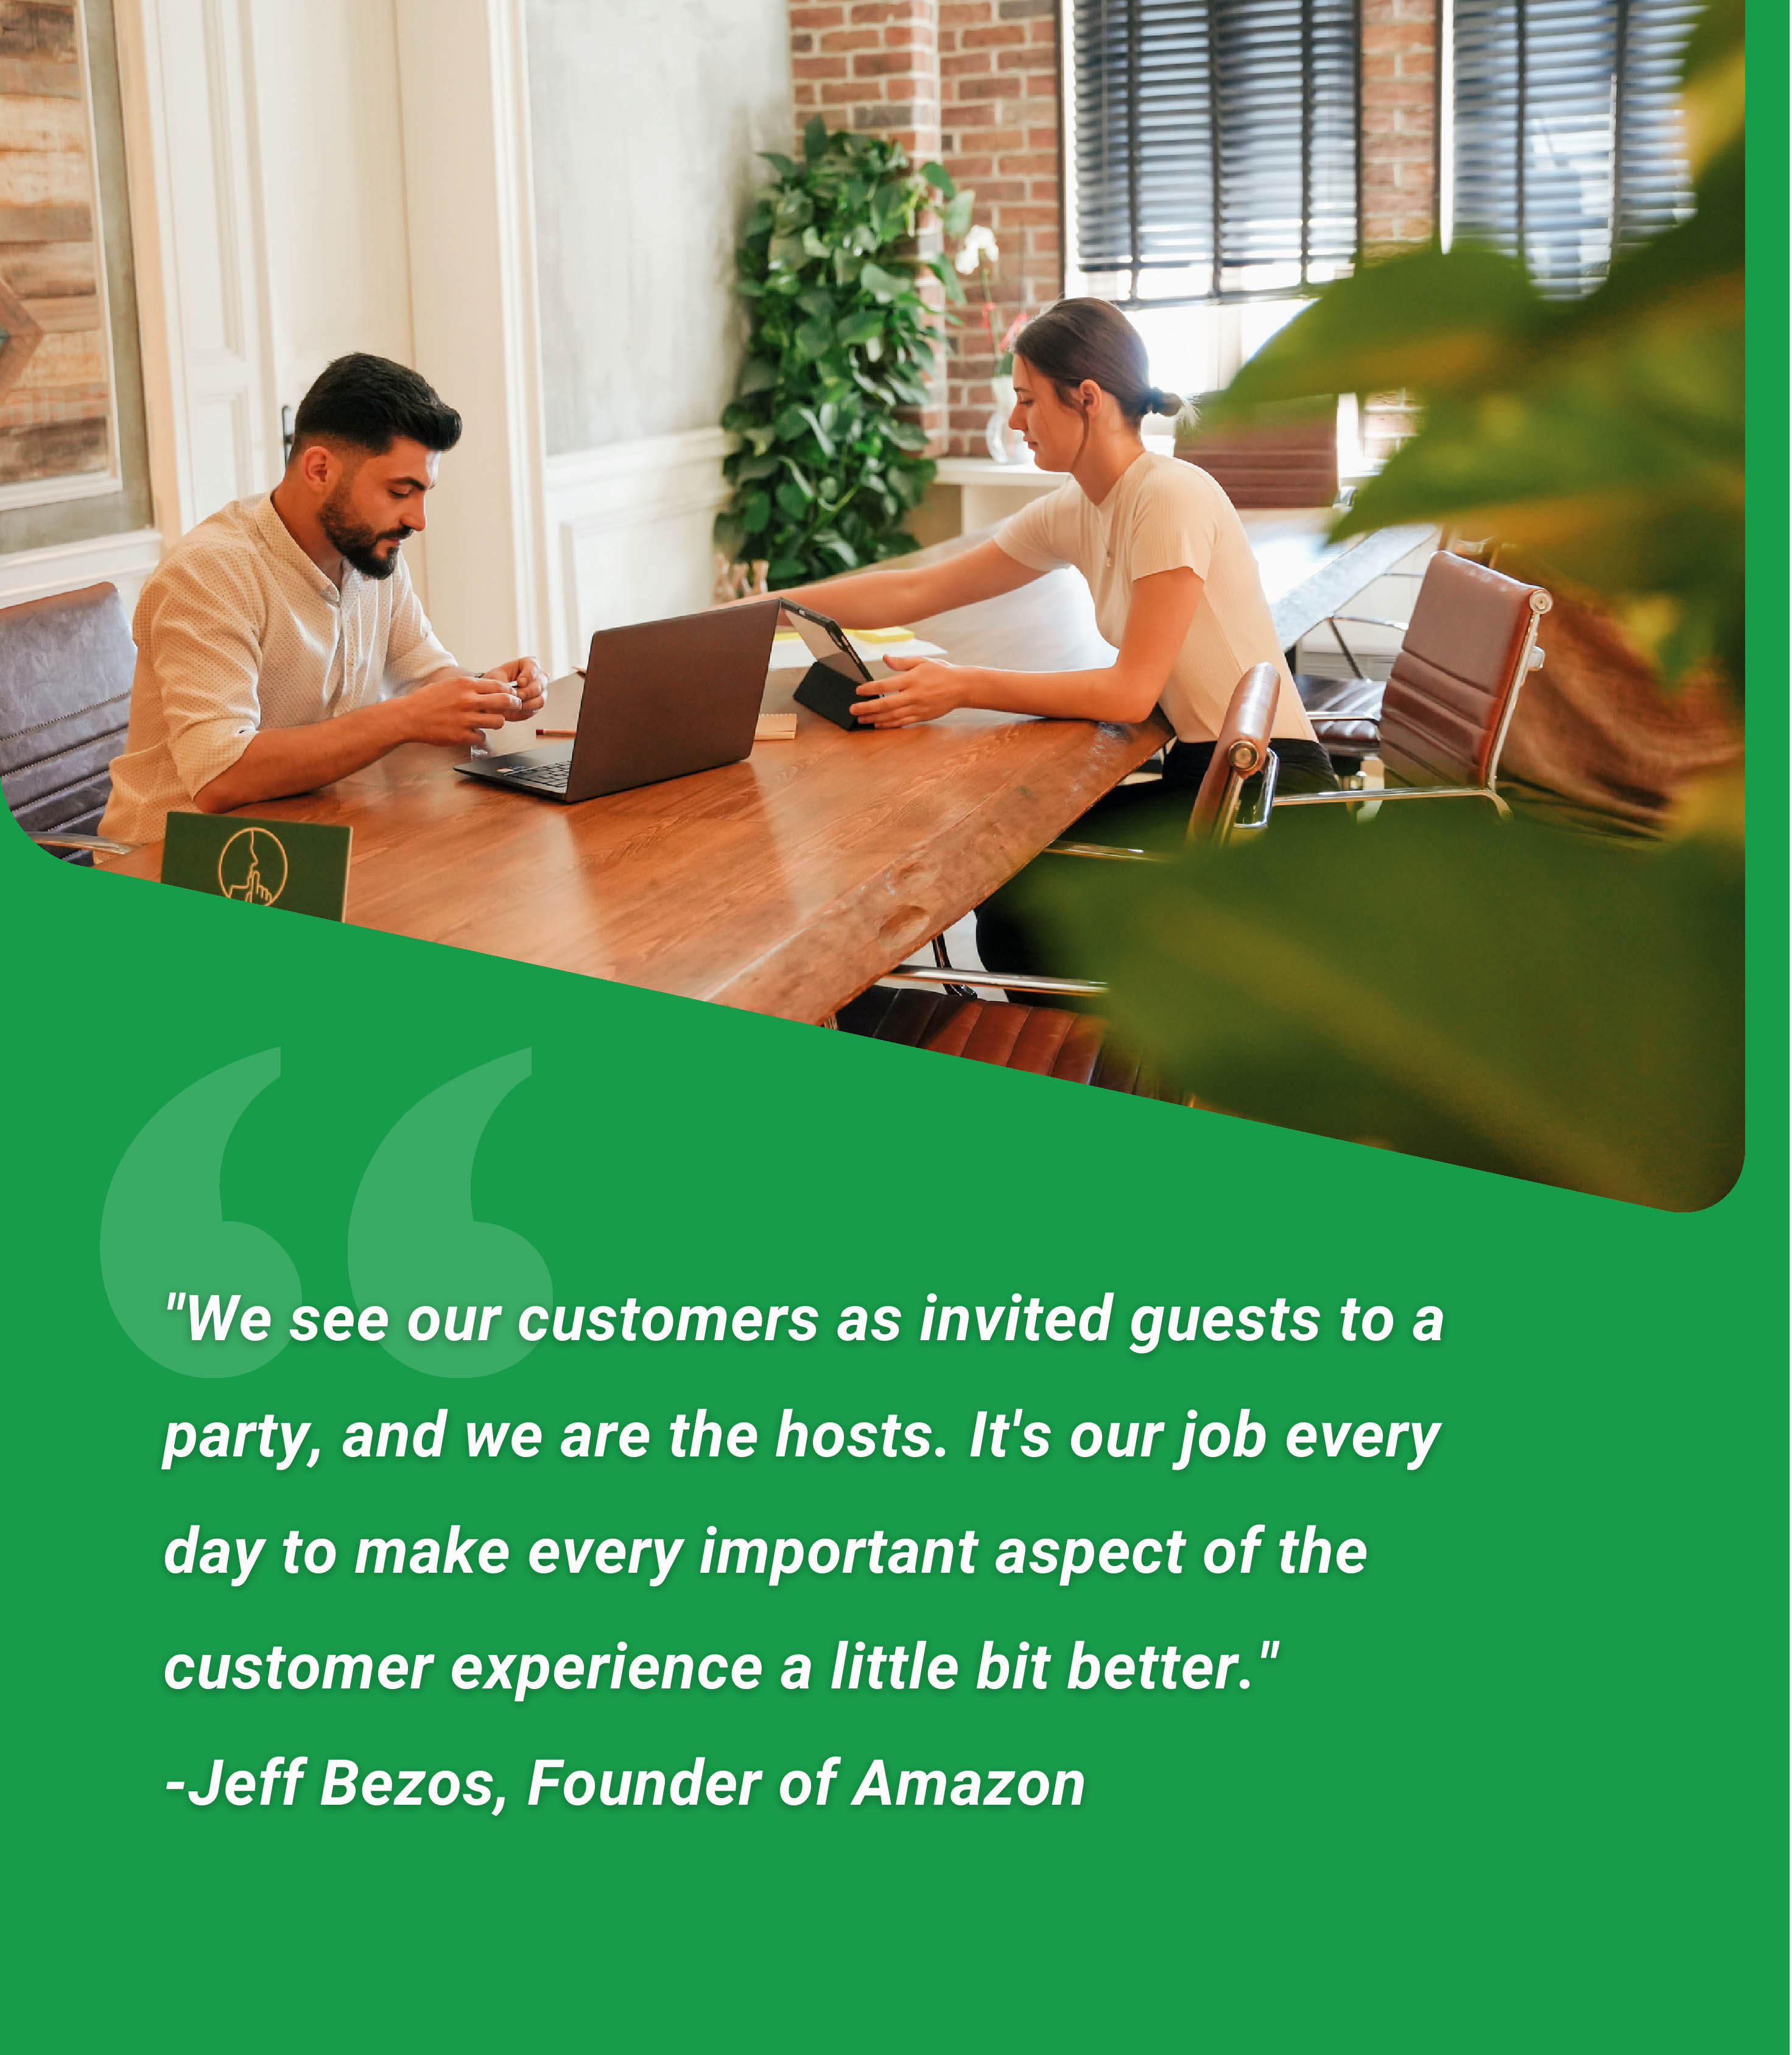 "We see our customers as invited guests to a
party, and we are the hosts. It's our job every
day to make every important aspect of the
customer experience a little bit better."
-Jeff Bezos, Founder of Amazon